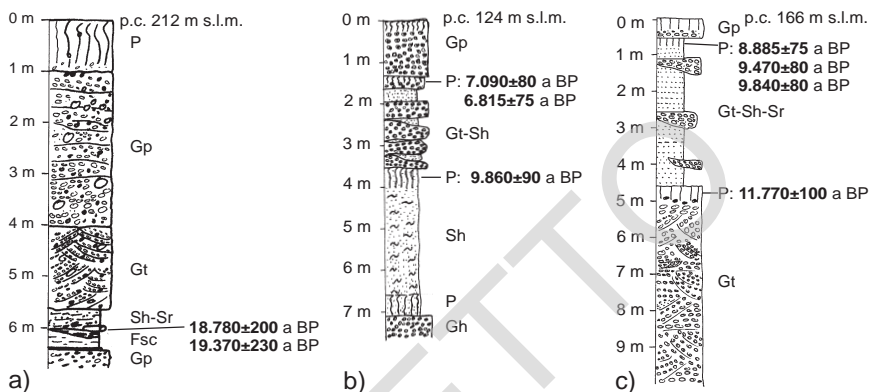 0 m
p.c. 212 m s.l.m.
P
1 m
2 m
Gp
3 m
4 m
Gt
5 m
Sh-Sr
6 m
18.780±200 a BP
Fsc
19.370±230 a BP
Gp
a)
0 m
p.c. 124 m s.l.m.
Gp
1 m
P: 7.090±80 a BP
2 m
6.815±75 a BP
Gt-Sh
3 m
P: 9.860±90 a BP
4 m
5 m
Sh
6 m
P
7 m
Gh
b)
0 m
Gp
p.c. 166 m s.l.m.
P: 8.885±75 a BP
1 m
9.470±80 a BP
9.840±80 a BP
2 m
Gt-Sh-Sr
3 m
4 m
P: 11.770±100 a BP
5 m
6 m
7 m
Gt
8 m
9 m
c)
ETTO